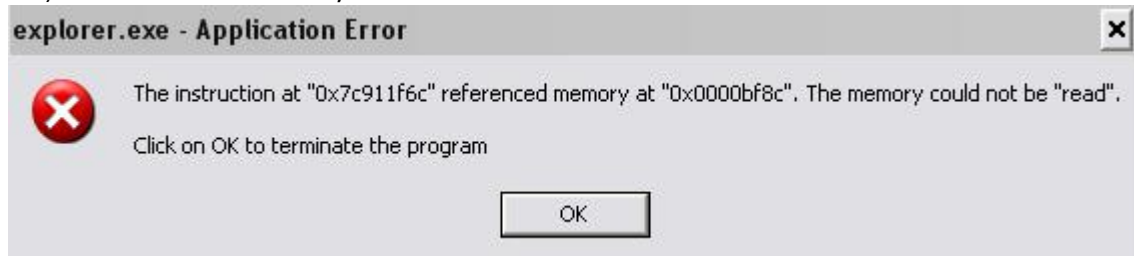 explorer.exe - Application Error
The instruction at "0x7c911f6c" referenced memory at "0x0000bf8c". The memory could not be "read".
Click on OK to terminate the program
OK